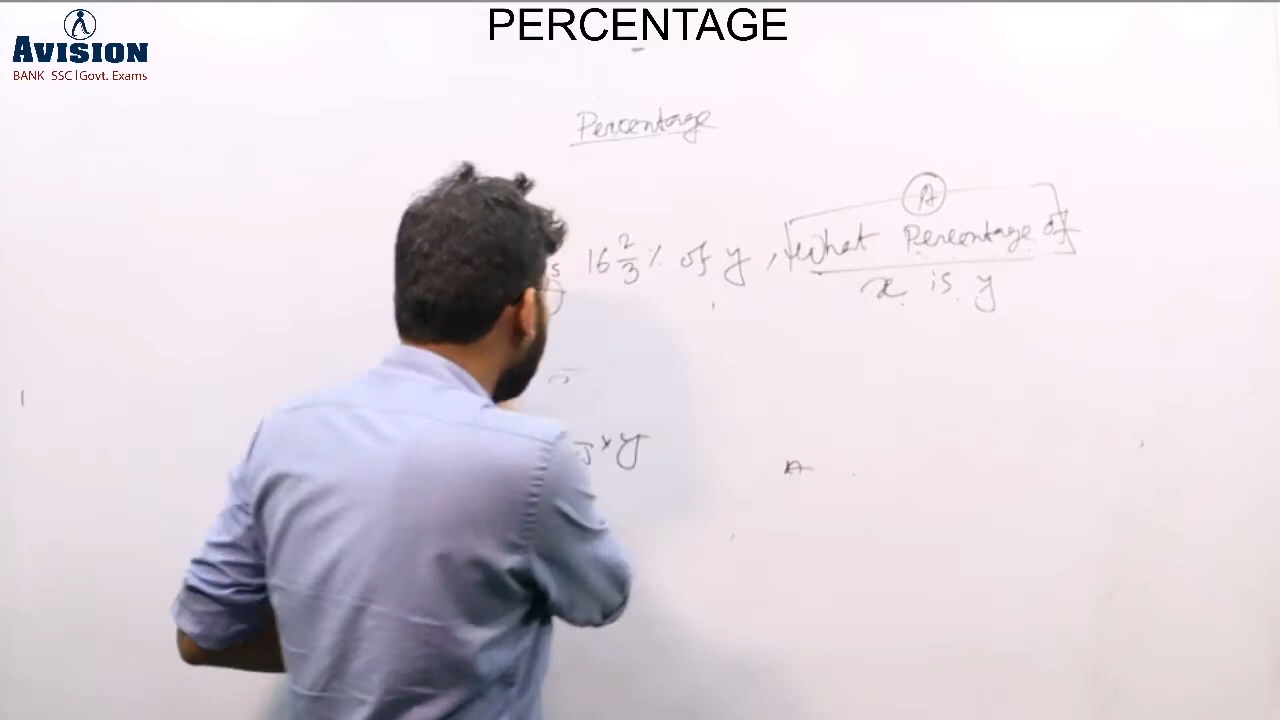 PERCENTAGE
AVISION
BANK SSC|Govt. Exams
Percentage
A
s 16 2/3 % of y, What Percentage of
x is y
x y
A